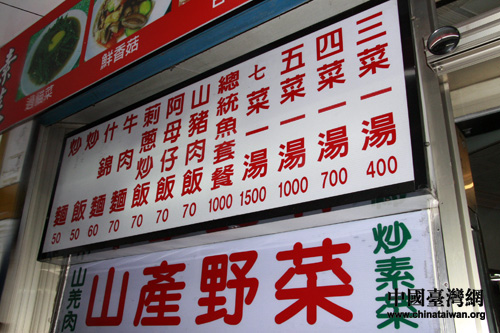 鮮香菇
過貓菜
三菜一湯 400
四菜一湯 700
五菜一湯 1000
七菜一湯 1500
總統魚套餐 1000
山豬肉飯 70
阿母仔飯 70
刺蔥炒飯 70
牛肉麵 70
什錦麵 60
炒飯 50
炒麵 50
炒素菜
山產野菜
山羌肉
中國臺灣網
www.chinataiwan.org